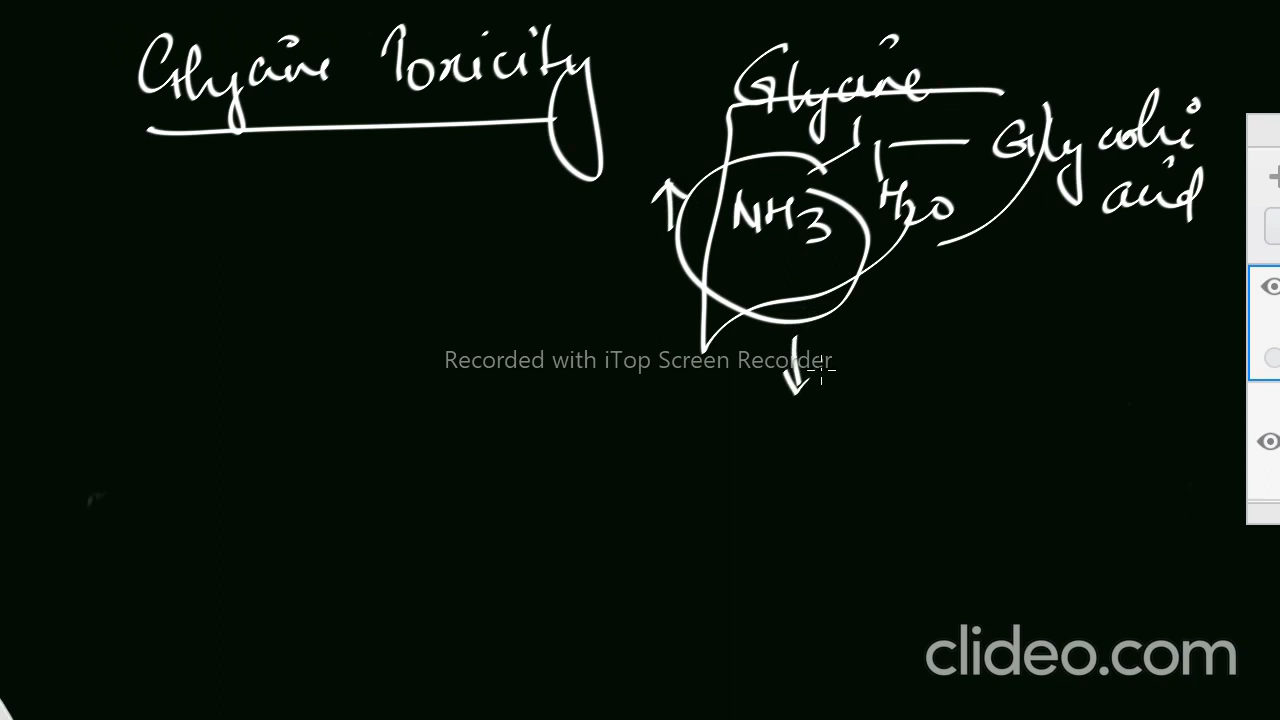 Glycine Toxicity
Glycine
Glycolic
acid
NH3
H2O
Recorded with iTop Screen Recorder
clideo.com